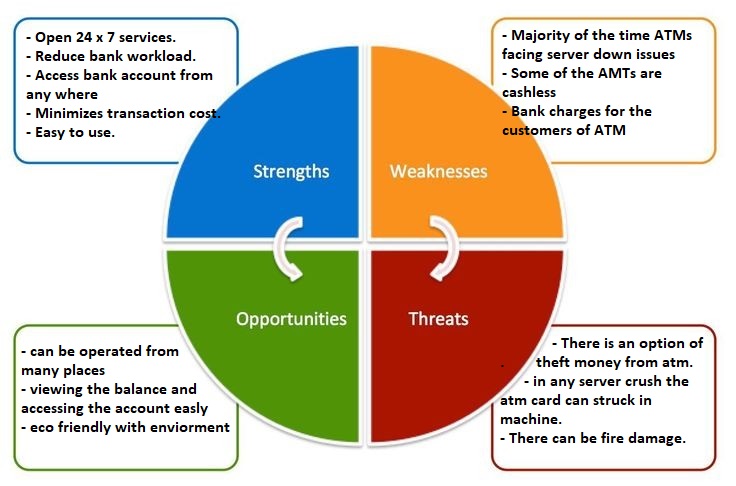 - Open 24 x 7 services.
- Reduce bank workload.
- Access bank account from
any where
- Minimizes transaction cost.
- Easy to use.
- Majority of the time ATMs
facing server down issues
- Some of the AMTs are
cashless
- Bank charges for the
customers of ATM
Strengths
Weaknesses
Opportunities
Threats
- can be operated from
many places
- viewing the balance and
accessing the account easly
- eco friendly with enviorment
- There is an option of
. theft money from atm.
- in any server crush the
atm card can struck in
machine.
- There can be fire damage.